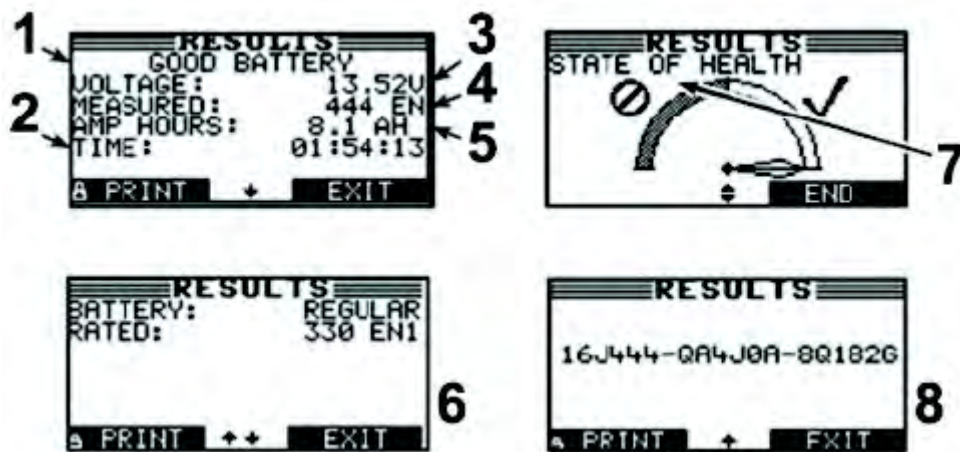 1
RESULTS
GOOD BATTERY
VOLTAGE: 13.52V
3
MEASURED: 444 EN
4
2
AMP HOURS: 8.1 AH
5
TIME: 01:54:13
PRINT EXIT
RESULTS
STATE OF HEALTH
7
END
RESULTS
BATTERY: REGULAR
RATED: 330 EN1
6
PRINT EXIT
RESULTS
16J444-QA4J0A-8Q182G
8
PRINT EXIT